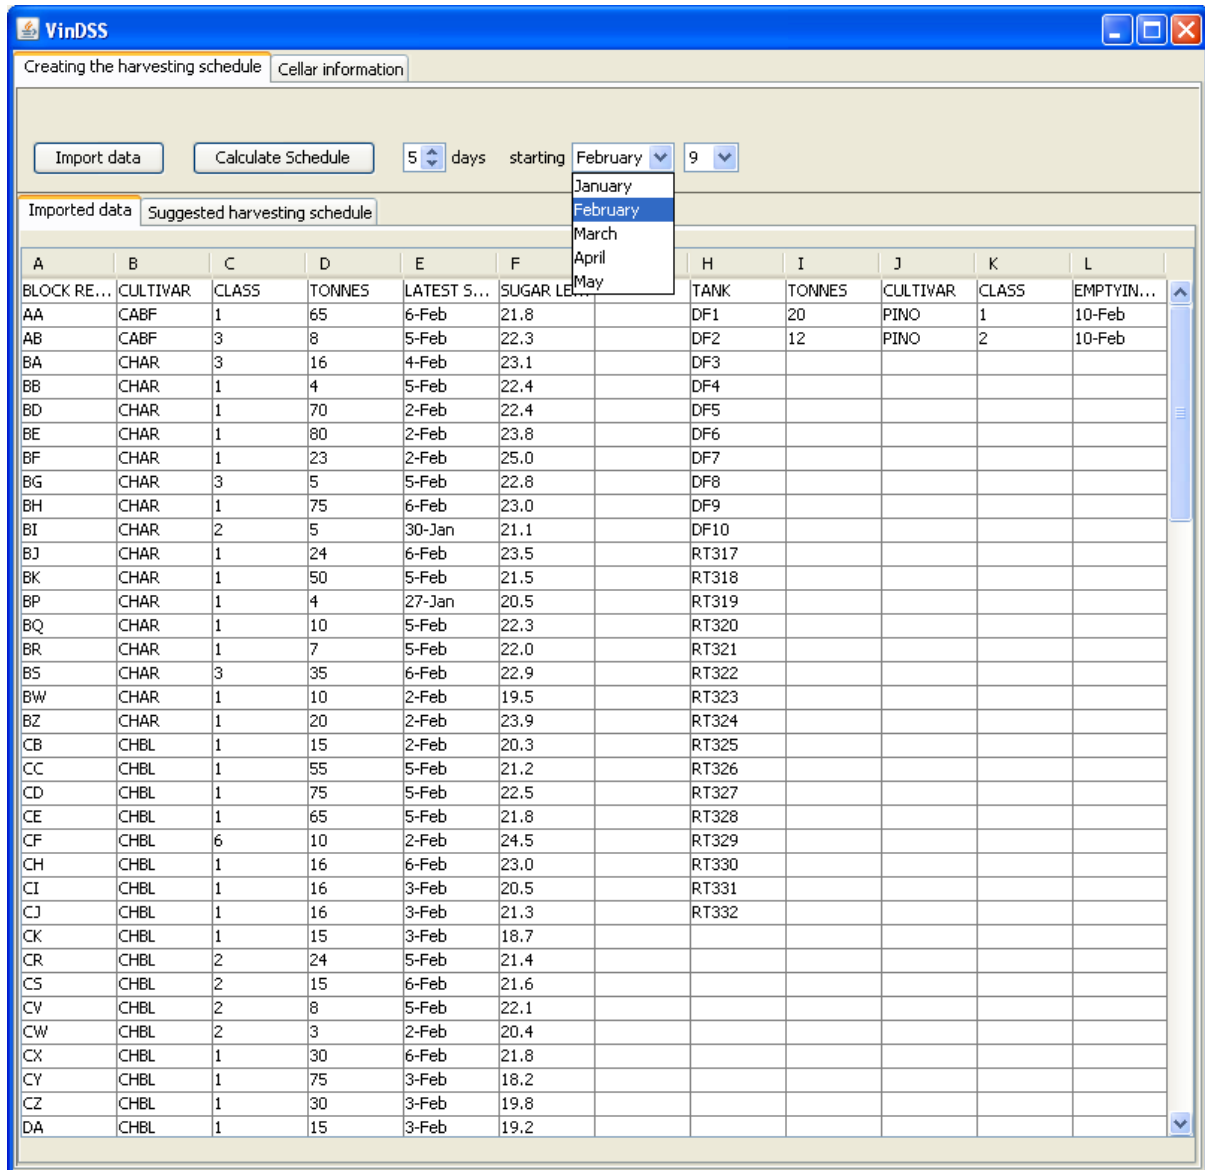 VinDSS
Creating the harvesting schedule Cellar information
Import data Calculate Schedule 5 days starting February 9
January
February
March
April
May
Imported data Suggested harvesting schedule
A B C D E F H I J K L
BLOCK RE... CULTIVAR CLASS TONNES LATEST S... SUGAR LE... TANK TONNES CULTIVAR CLASS EMPTYIN...
AA CABF 1 65 6-Feb 21.8 DF1 20 PINO 1 10-Feb
AB CABF 3 8 5-Feb 22.3 DF2 12 PINO 2 10-Feb
BA CHAR 3 16 4-Feb 23.1 DF3
BB CHAR 1 4 5-Feb 22.4 DF4
BD CHAR 1 70 2-Feb 22.4 DF5
BE CHAR 1 80 2-Feb 23.8 DF6
BF CHAR 1 23 2-Feb 25.0 DF7
BG CHAR 3 5 5-Feb 22.8 DF8
BH CHAR 1 75 6-Feb 23.0 DF9
BI CHAR 2 5 30-Jan 21.1 DF10
BJ CHAR 1 24 6-Feb 23.5 RT317
BK CHAR 1 50 5-Feb 21.5 RT318
BP CHAR 1 4 27-Jan 20.5 RT319
BQ CHAR 1 10 5-Feb 22.3 RT320
BR CHAR 1 7 5-Feb 22.0 RT321
BS CHAR 3 35 6-Feb 22.9 RT322
BW CHAR 1 10 2-Feb 19.5 RT323
BZ CHAR 1 20 2-Feb 23.9 RT324
CB CHBL 1 15 2-Feb 20.3 RT325
CC CHBL 1 55 5-Feb 21.2 RT326
CD CHBL 1 75 5-Feb 22.5 RT327
CE CHBL 1 65 5-Feb 21.8 RT328
CF CHBL 6 10 2-Feb 24.5 RT329
CH CHBL 1 16 6-Feb 23.0 RT330
CI CHBL 1 16 3-Feb 20.5 RT331
CJ CHBL 1 16 3-Feb 21.3 RT332
CK CHBL 1 15 3-Feb 18.7
CR CHBL 2 24 5-Feb 21.4
CS CHBL 2 15 6-Feb 21.6
CV CHBL 2 8 5-Feb 22.1
CW CHBL 2 3 2-Feb 20.4
CX CHBL 1 30 6-Feb 21.8
CY CHBL 1 75 3-Feb 18.2
CZ CHBL 1 30 3-Feb 19.8
DA CHBL 1 15 3-Feb 19.2